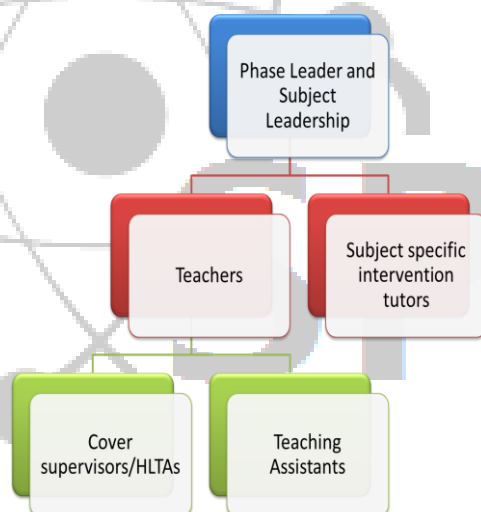 Phase Leader and
Subject
Leadership
Teachers
Subject specific
intervention
tutors
Cover
supervisors/HLTAs
Teaching
Assistants